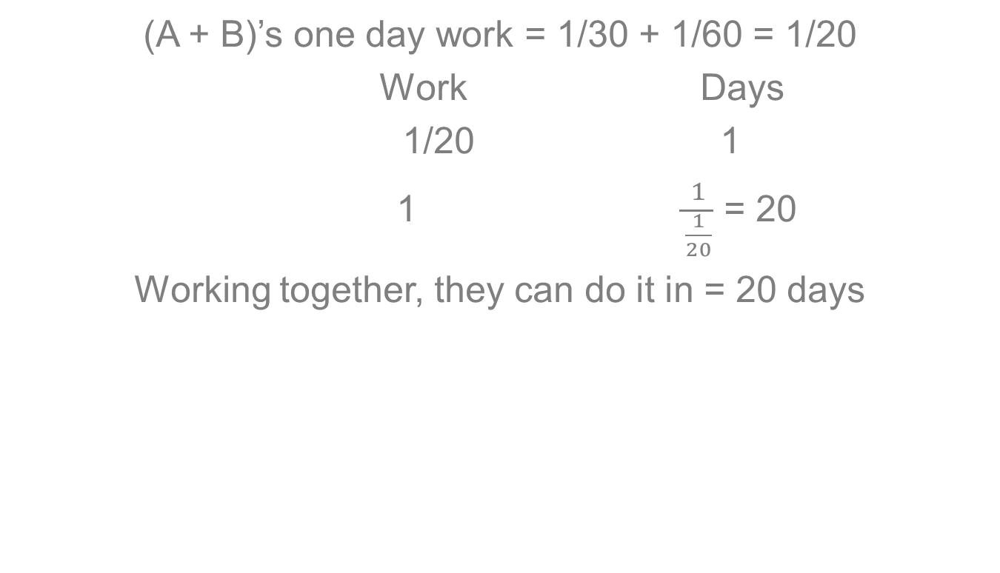 (A + B)’s one day work = 1/30 + 1/60 = 1/20
Work Days
1/20 1
1 1/(1/20) = 20
Working together, they can do it in = 20 days